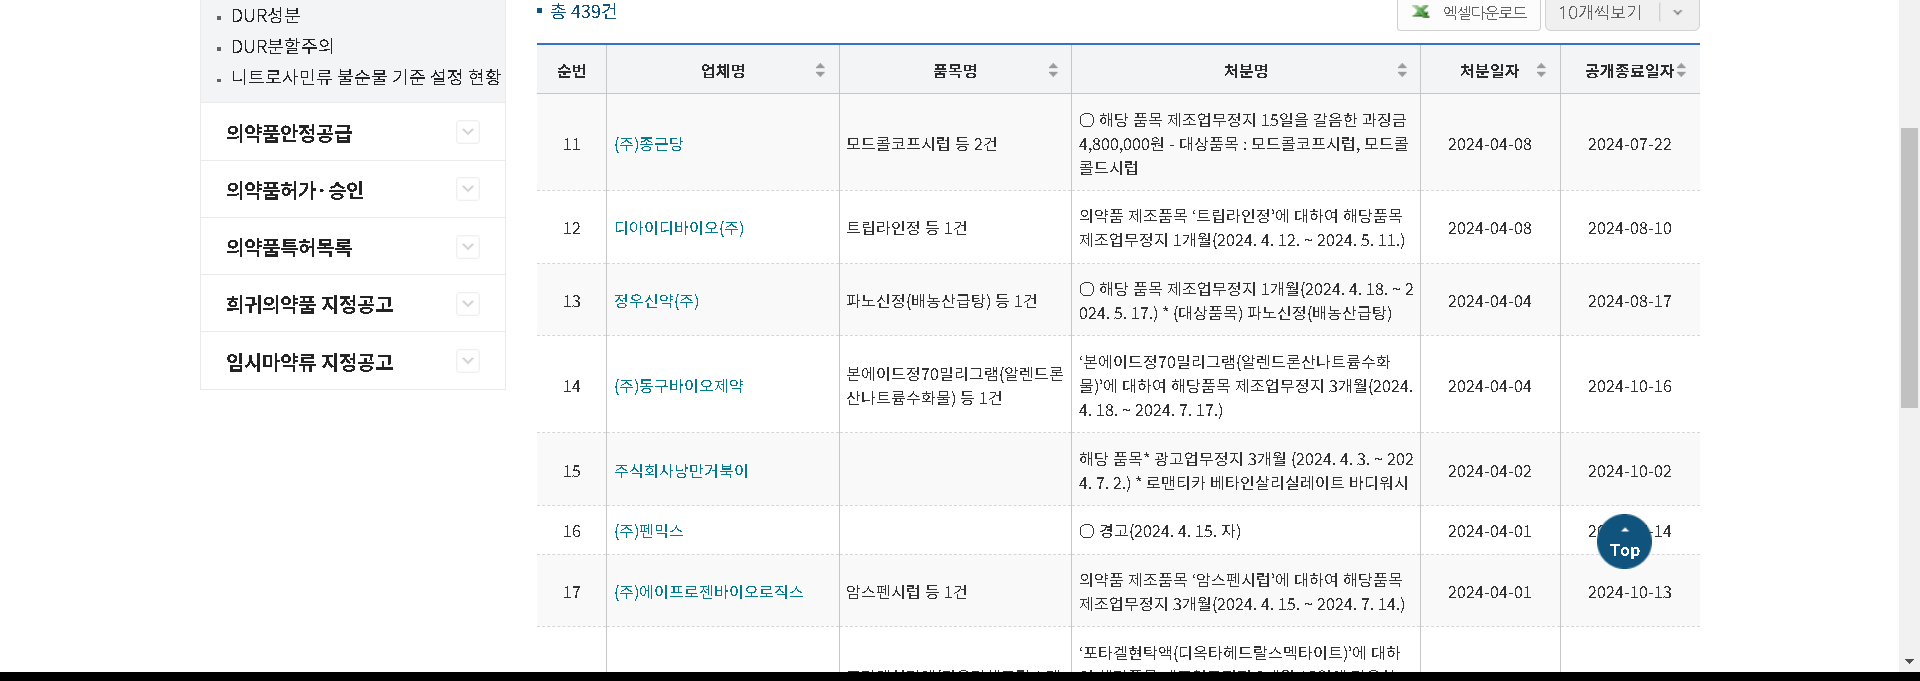 DUR성분
DUR분할주의
니트로사민류 불순물 기준 설정 현황
의약품안정공급
의약품허가·승인
의약품특허목록
희귀의약품 지정공고
임시마약류 지정공고
총 439건
엑셀다운로드
10개씩보기
순번 업체명 품목명 처분명 처분일자 공개종료일자
11 (주)종근당 모드콜코프시럽 등 2건 ○ 해당 품목 제조업무정지 15일을 갈음한 과징금
4,800,000원 - 대상품목 : 모드콜코프시럽, 모드콜
콜드시럽 2024-04-08 2024-07-22
12 디아이디바이오(주) 트립라인정 등 1건 의약품 제조품목 ‘트립라인정’에 대하여 해당품목
제조업무정지 1개월(2024. 4. 12. ~ 2024. 5. 11.) 2024-04-08 2024-08-10
13 정우신약(주) 파노신정(배농산급탕) 등 1건 ○ 해당 품목 제조업무정지 1개월(2024. 4. 18. ~ 2
024. 5. 17.) * (대상품목) 파노신정(배농산급탕) 2024-04-04 2024-08-17
14 (주)동구바이오제약 본에이드정70밀리그램(알렌드론
산나트륨수화물) 등 1건 ‘본에이드정70밀리그램(알렌드론산나트륨수화
물)’에 대하여 해당품목 제조업무정지 3개월(2024.
4. 18. ~ 2024. 7. 17.) 2024-04-04 2024-10-16
15 주식회사낭만거북이 해당 품목* 광고업무정지 3개월 (2024. 4. 3. ~ 202
4. 7. 2.) * 로맨티카 베타인살리실레이트 바디워시 2024-04-02 2024-10-02
16 (주)펜믹스 ○ 경고(2024. 4. 15. 자) 2024-04-01
Top
17 (주)에이프로젠바이오로직스 암스펜시럽 등 1건 의약품 제조품목 ‘암스펜시럽’에 대하여 해당품목
제조업무정지 3개월(2024. 4. 15. ~ 2024. 7. 14.) 2024-04-01 2024-10-13
‘포타겔현탁액(디옥타헤드랄스멕타이트)’에 대하